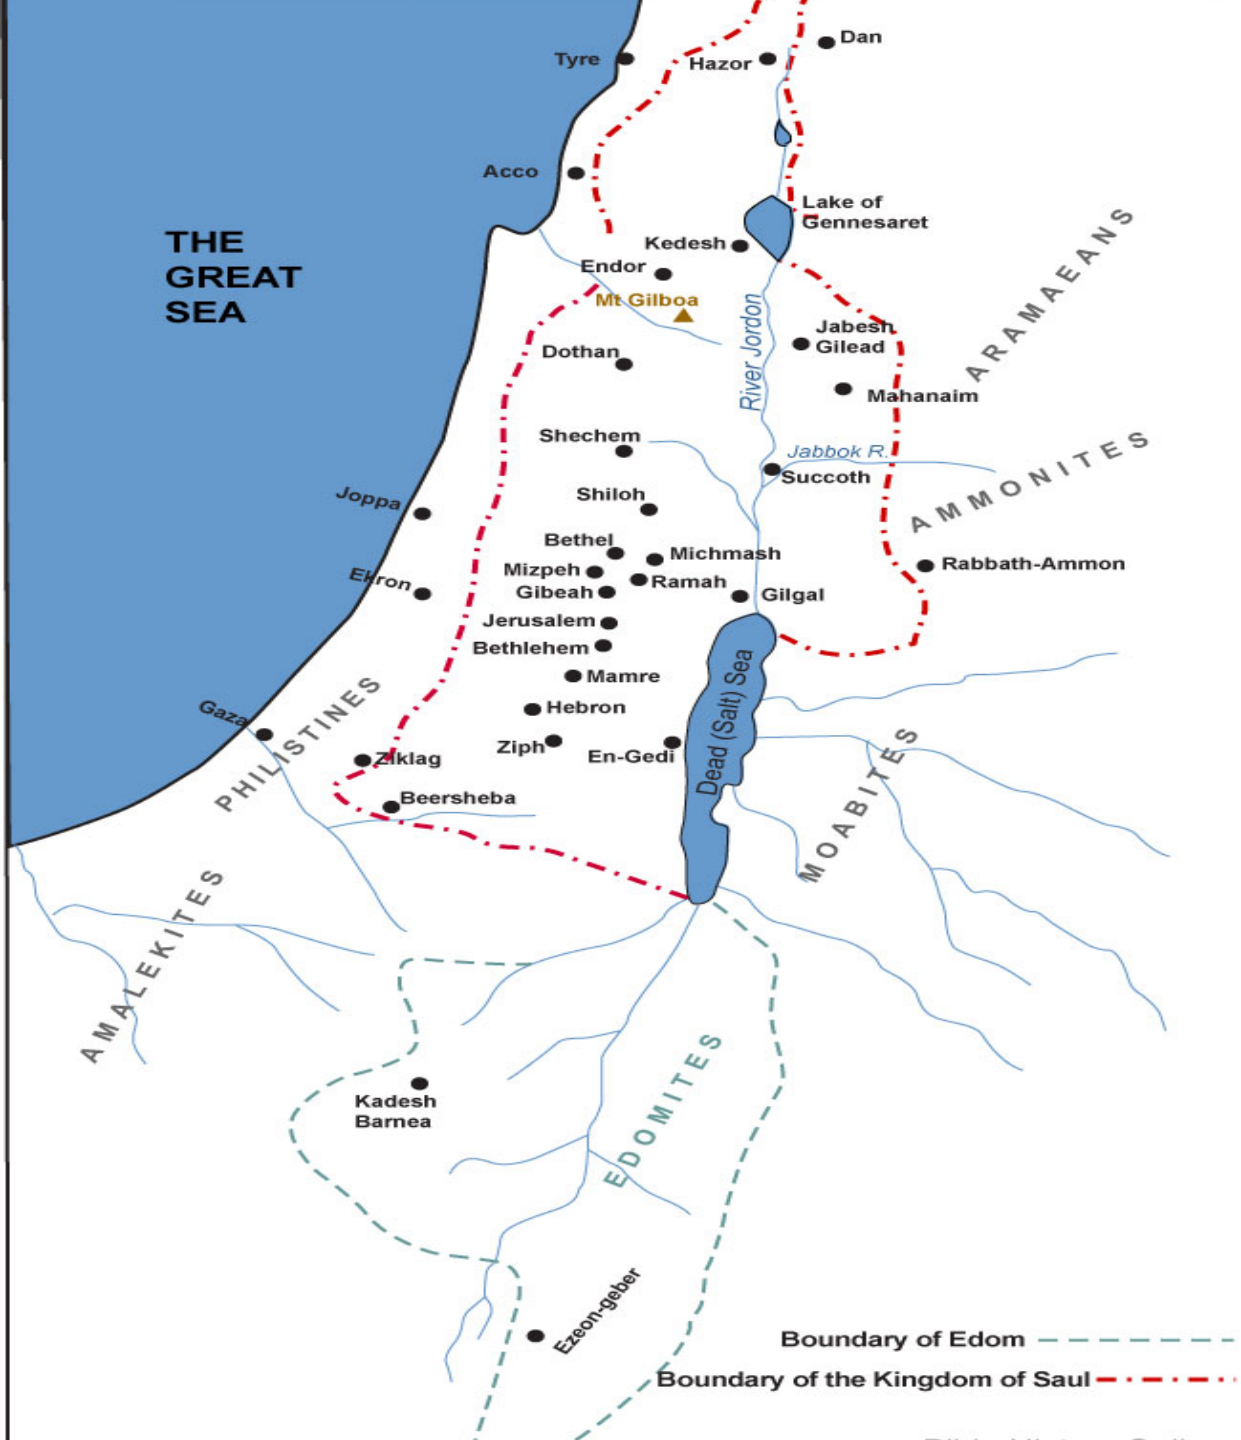 Dan
Tyre
Hazor
Acco
Lake of
Gennesaret
THE
GREAT
SEA
Kedesh
Endor
Mt Gilboa
ARAMAEANS
River Jordon
Jabesh
Gilead
Dothan
Mahanaim
Shechem
Jabbok R.
Succoth
AMMONITES
Joppa
Shiloh
Bethel
Michmash
Rabbath-Ammon
Mizpeh
Ekron
Ramah
Gibeah
Gilgal
Jerusalem
Bethlehem
Mamre
Dead (Salt) Sea
Hebron
Gaza
PHILISTINES
Ziph
En-Gedi
Ziklag
Beersheba
MOABITES
AMALEKITES
Kadesh
Barnea
EDOMITES
Ezeon-geber
Boundary of Edom
Boundary of the Kingdom of Saul